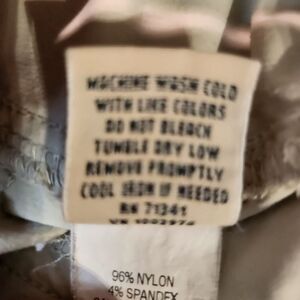 MACHINE WASH COLD
WITH LIKE COLORS
DO NOT BLEACH
TUMBLE DRY LOW
REMOVE PROMPTLY
COOL IRON IF NEEDED
RN 71341
96% NYLON
4% SPANDEX